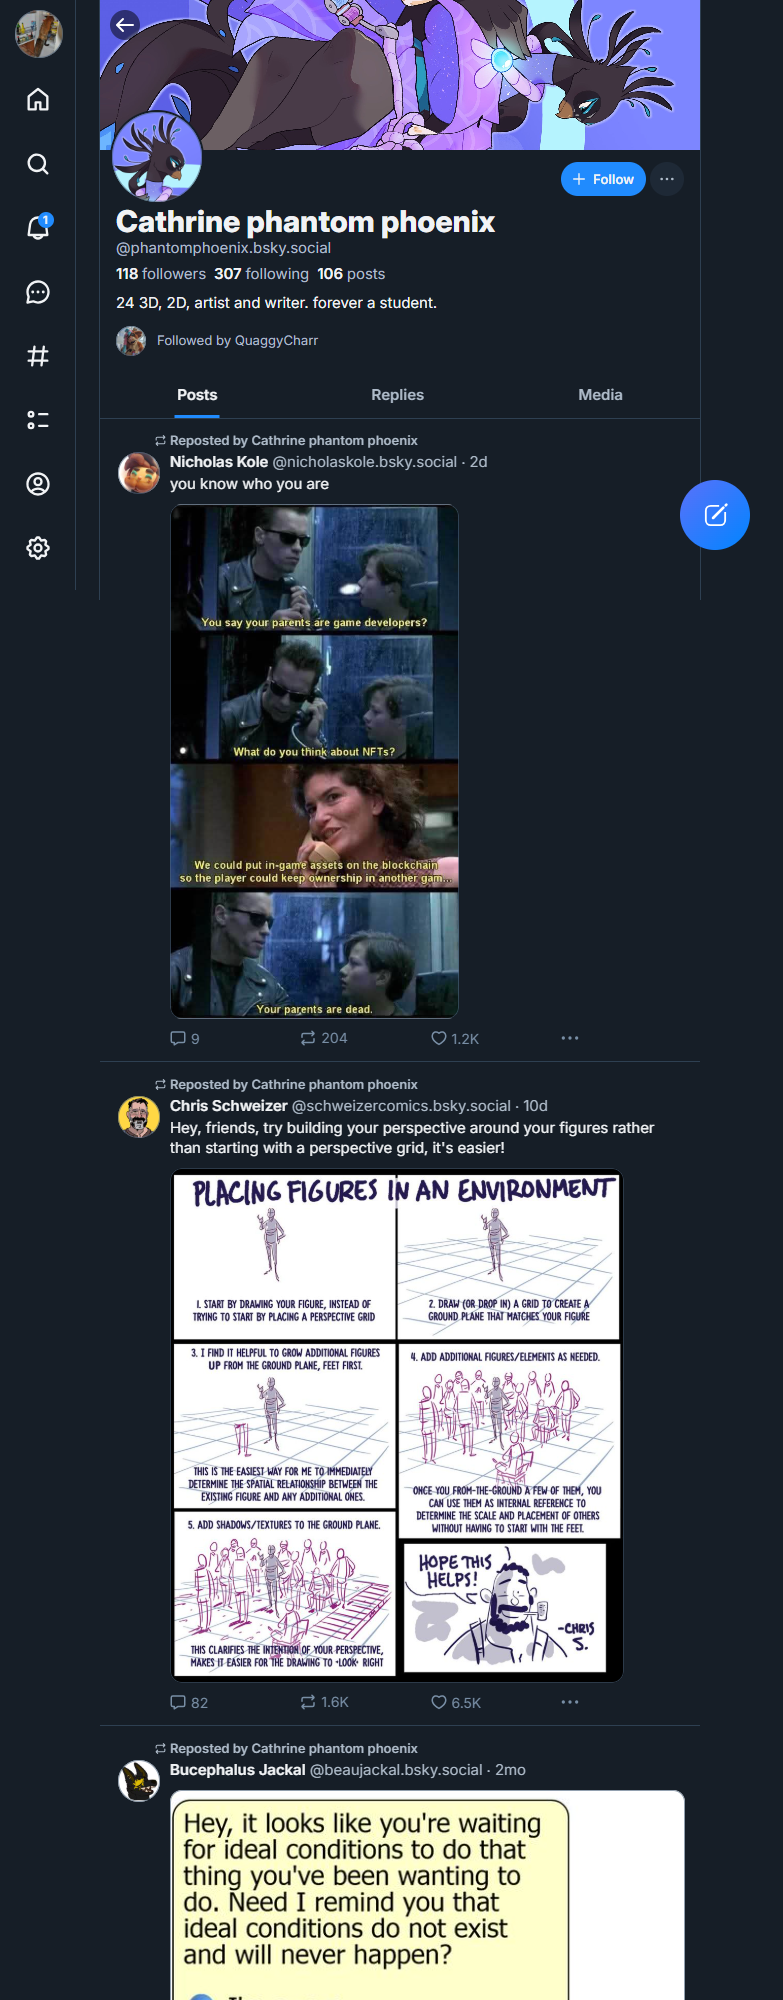 1
+ Follow
Cathrine phantom phoenix
@phantomphoenix.bsky.social
118 followers 307 following 106 posts
24 3D, 2D, artist and writer. forever a student.
Followed by QuaggyCharr
Posts Replies Media
Reposted by Cathrine phantom phoenix
Nicholas Kole @nicholaskole.bsky.social · 2d
you know who you are
You say your parents are game developers?
What do you think about NFTs?
We could put in-game assets on the blockchain
so the player could keep ownership in another gam...
Your parents are dead.
9 204 1.2K
Reposted by Cathrine phantom phoenix
Chris Schweizer @schweizercomics.bsky.social · 10d
Hey, friends, try building your perspective around your figures rather
than starting with a perspective grid, it's easier!
PLACING FIGURES IN AN ENVIRONMENT
1. START BY DRAWING YOUR FIGURE, INSTEAD OF
TRYING TO START BY PLACING A PERSPECTIVE GRID
2. DRAW (OR DROP IN) A GRID TO CREATE A
GROUND PLANE THAT MATCHES YOUR FIGURE
3. I FIND IT HELPFUL TO GROW ADDITIONAL FIGURES
UP FROM THE GROUND PLANE, FEET FIRST.
THIS IS THE EASIEST WAY FOR ME TO IMMEDIATELY
DETERMINE THE SPATIAL RELATIONSHIP BETWEEN THE
EXISTING FIGURE AND ANY ADDITIONAL ONES.
4. ADD ADDITIONAL FIGURES/ELEMENTS AS NEEDED.
ONCE YOU FROM-THE-GROUND A FEW OF THEM, YOU
CAN USE THEM AS INTERNAL REFERENCE TO
DETERMINE THE SCALE AND PLACEMENT OF OTHERS
WITHOUT HAVING TO START WITH THE FEET.
5. ADD SHADOWS/TEXTURES TO THE GROUND PLANE.
THIS CLARIFIES THE INTENTION OF YOUR PERSPECTIVE,
MAKES IT EASIER FOR THE DRAWING TO "LOOK" RIGHT
HOPE THIS
HELPS!
-CHRIS
S.
82 1.6K 6.5K
Reposted by Cathrine phantom phoenix
Bucephalus Jackal @beaujackal.bsky.social · 2mo
Hey, it looks like you're waiting
for ideal conditions to do that
thing you've been wanting to
do. Need I remind you that
ideal conditions do not exist
and will never happen?